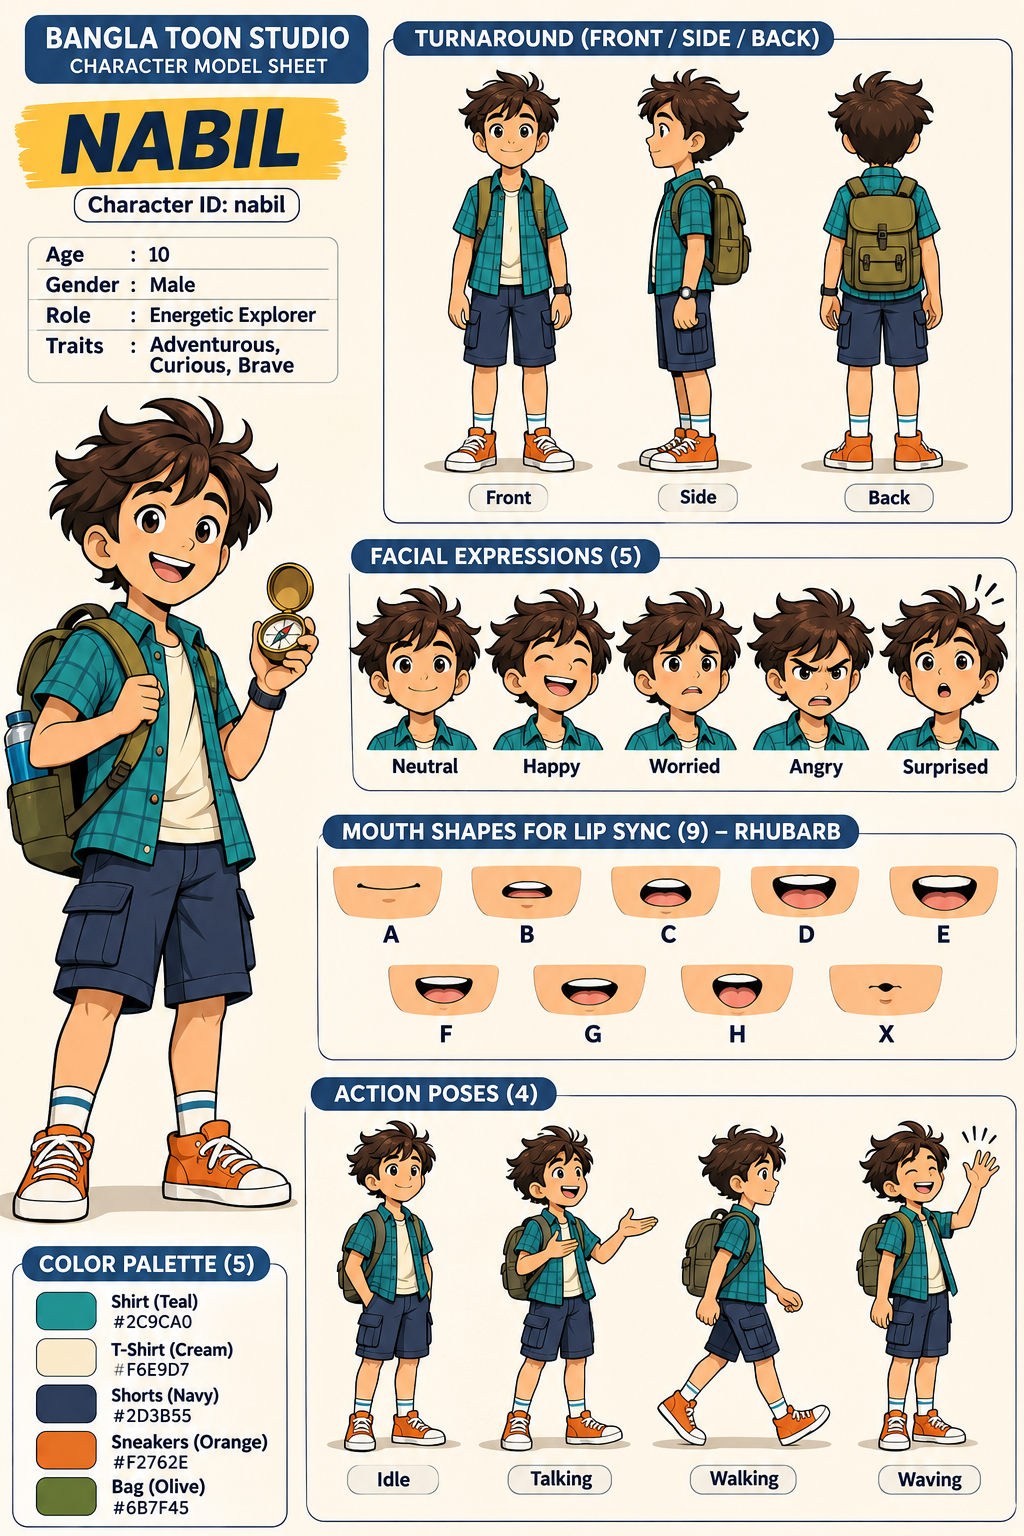 BANGLA TOON STUDIO
CHARACTER MODEL SHEET
NABIL
Character ID: nabil
Age : 10
Gender : Male
Role : Energetic Explorer
Traits : Adventurous,
Curious, Brave
TURNAROUND (FRONT / SIDE / BACK)
Front
Side
Back
FACIAL EXPRESSIONS (5)
Neutral
Happy
Worried
Angry
Surprised
MOUTH SHAPES FOR LIP SYNC (9) – RHUBARB
A
B
C
D
E
F
G
H
X
ACTION POSES (4)
Idle
Talking
Walking
Waving
COLOR PALETTE (5)
Shirt (Teal)
#2C9CA0
T-Shirt (Cream)
#F6E9D7
Shorts (Navy)
#2D3B55
Sneakers (Orange)
#F2762E
Bag (Olive)
#6B7F45